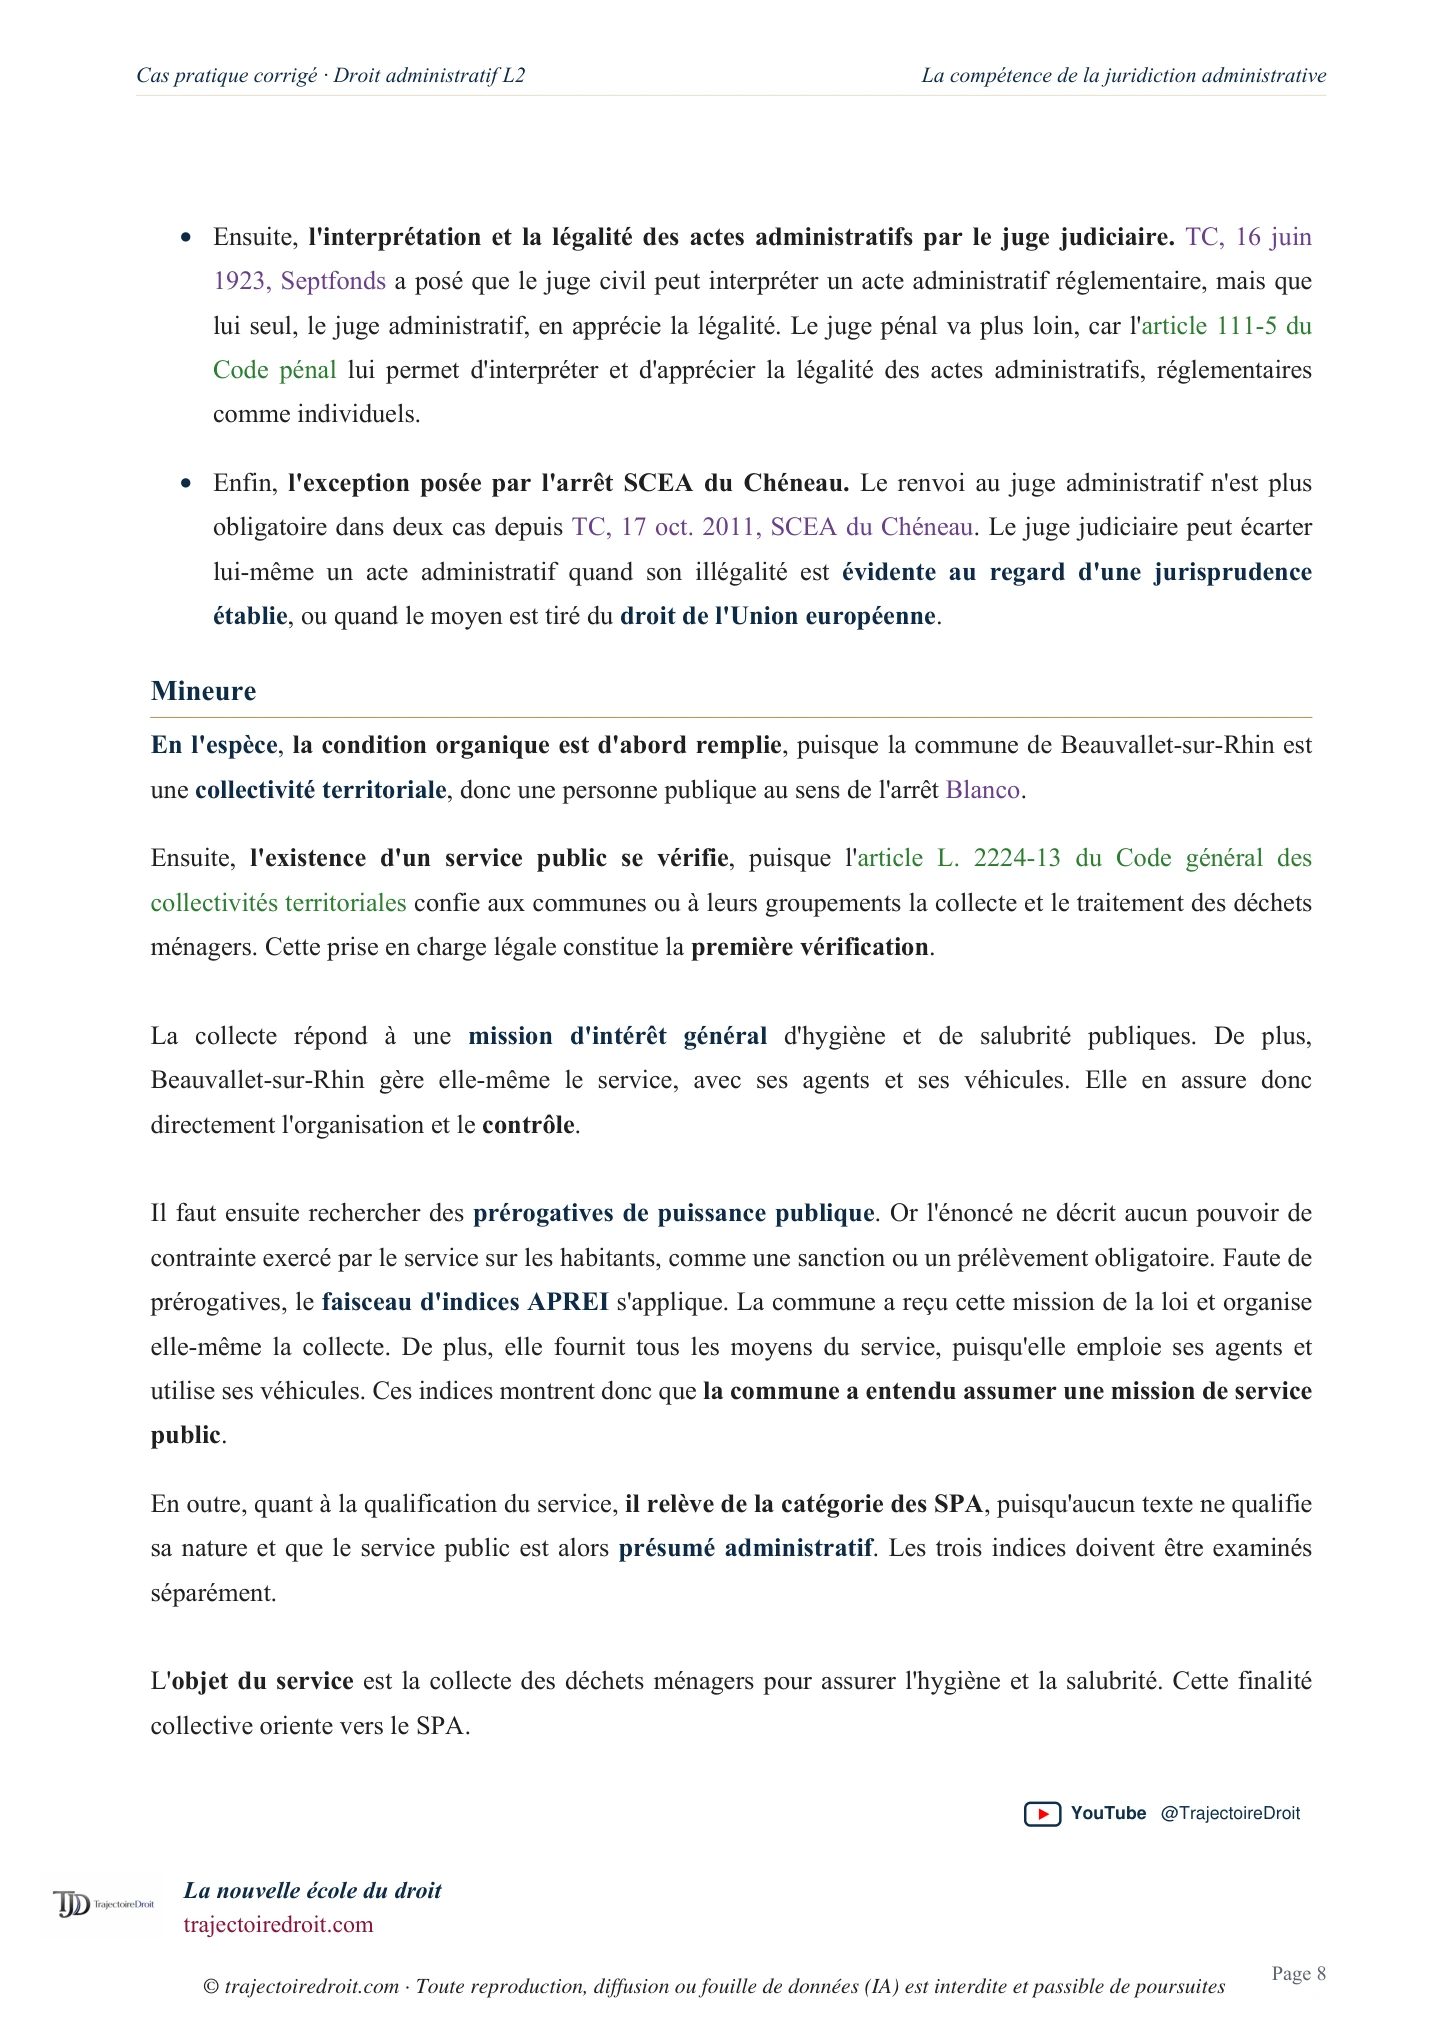 Cas pratique corrigé · Droit administratif L2
La compétence de la juridiction administrative
• Ensuite, l'interprétation et la légalité des actes administratifs par le juge judiciaire. TC, 16 juin
1923, Septfonds a posé que le juge civil peut interpréter un acte administratif réglementaire, mais que
lui seul, le juge administratif, en apprécie la légalité. Le juge pénal va plus loin, car l'article 111-5 du
Code pénal lui permet d'interpréter et d'apprécier la légalité des actes administratifs, réglementaires
comme individuels.
• Enfin, l'exception posée par l'arrêt SCEA du Chéneau. Le renvoi au juge administratif n'est plus
obligatoire dans deux cas depuis TC, 17 oct. 2011, SCEA du Chéneau. Le juge judiciaire peut écarter
lui-même un acte administratif quand son illégalité est évidente au regard d'une jurisprudence
établie, ou quand le moyen est tiré du droit de l'Union européenne.
Mineure
En l'espèce, la condition organique est d'abord remplie, puisque la commune de Beauvallet-sur-Rhin est
une collectivité territoriale, donc une personne publique au sens de l'arrêt Blanco.
Ensuite, l'existence d'un service public se vérifie, puisque l'article L. 2224-13 du Code général des
collectivités territoriales confie aux communes ou à leurs groupements la collecte et le traitement des déchets
ménagers. Cette prise en charge légale constitue la première vérification.
La collecte répond à une mission d'intérêt général d'hygiène et de salubrité publiques. De plus,
Beauvallet-sur-Rhin gère elle-même le service, avec ses agents et ses véhicules. Elle en assure donc
directement l'organisation et le contrôle.
Il faut ensuite rechercher des prérogatives de puissance publique. Or l'énoncé ne décrit aucun pouvoir de
contrainte exercé par le service sur les habitants, comme une sanction ou un prélèvement obligatoire. Faute de
prérogatives, le faisceau d'indices APREI s'applique. La commune a reçu cette mission de la loi et organise
elle-même la collecte. De plus, elle fournit tous les moyens du service, puisqu'elle emploie ses agents et
utilise ses véhicules. Ces indices montrent donc que la commune a entendu assumer une mission de service
public.
En outre, quant à la qualification du service, il relève de la catégorie des SPA, puisqu'aucun texte ne qualifie
sa nature et que le service public est alors présumé administratif. Les trois indices doivent être examinés
séparément.
L'objet du service est la collecte des déchets ménagers pour assurer l'hygiène et la salubrité. Cette finalité
collective oriente vers le SPA.
YouTube @TrajectoireDroit
TJD TrajectoireDroit
La nouvelle école du droit
trajectoiredroit.com
© trajectoiredroit.com · Toute reproduction, diffusion ou fouille de données (IA) est interdite et passible de poursuites
Page 8